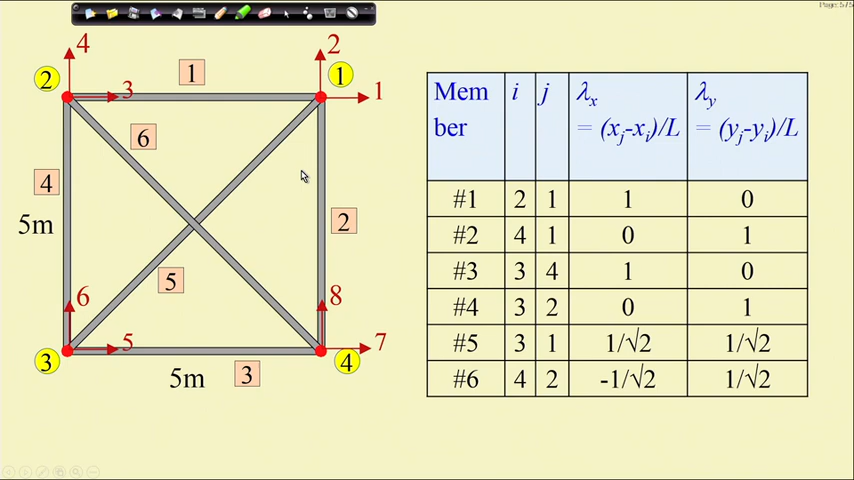 Page: 5/5
4
2
2
1
1
3
1
6
4
5m
2
5
6
8
5
7
3
4
5m
3
Mem ber i j λx = (xj-xi)/L λy = (yj-yi)/L
#1 2 1 1 0
#2 4 1 0 1
#3 3 4 1 0
#4 3 2 0 1
#5 3 1 1/√2 1/√2
#6 4 2 -1/√2 1/√2